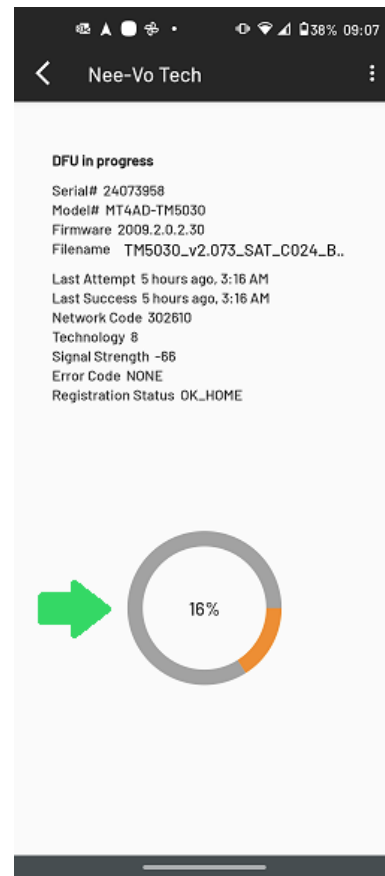 38% 09:07
Nee-Vo Tech
DFU in progress
Serial# 24073958
Model# MT4AD-TM5030
Firmware 2009.2.0.2.30
Filename TM5030_v2.073_SAT_C024_B..
Last Attempt 5 hours ago, 3:16 AM
Last Success 5 hours ago, 3:16 AM
Network Code 302610
Technology 8
Signal Strength -66
Error Code NONE
Registration Status OK_HOME
16%